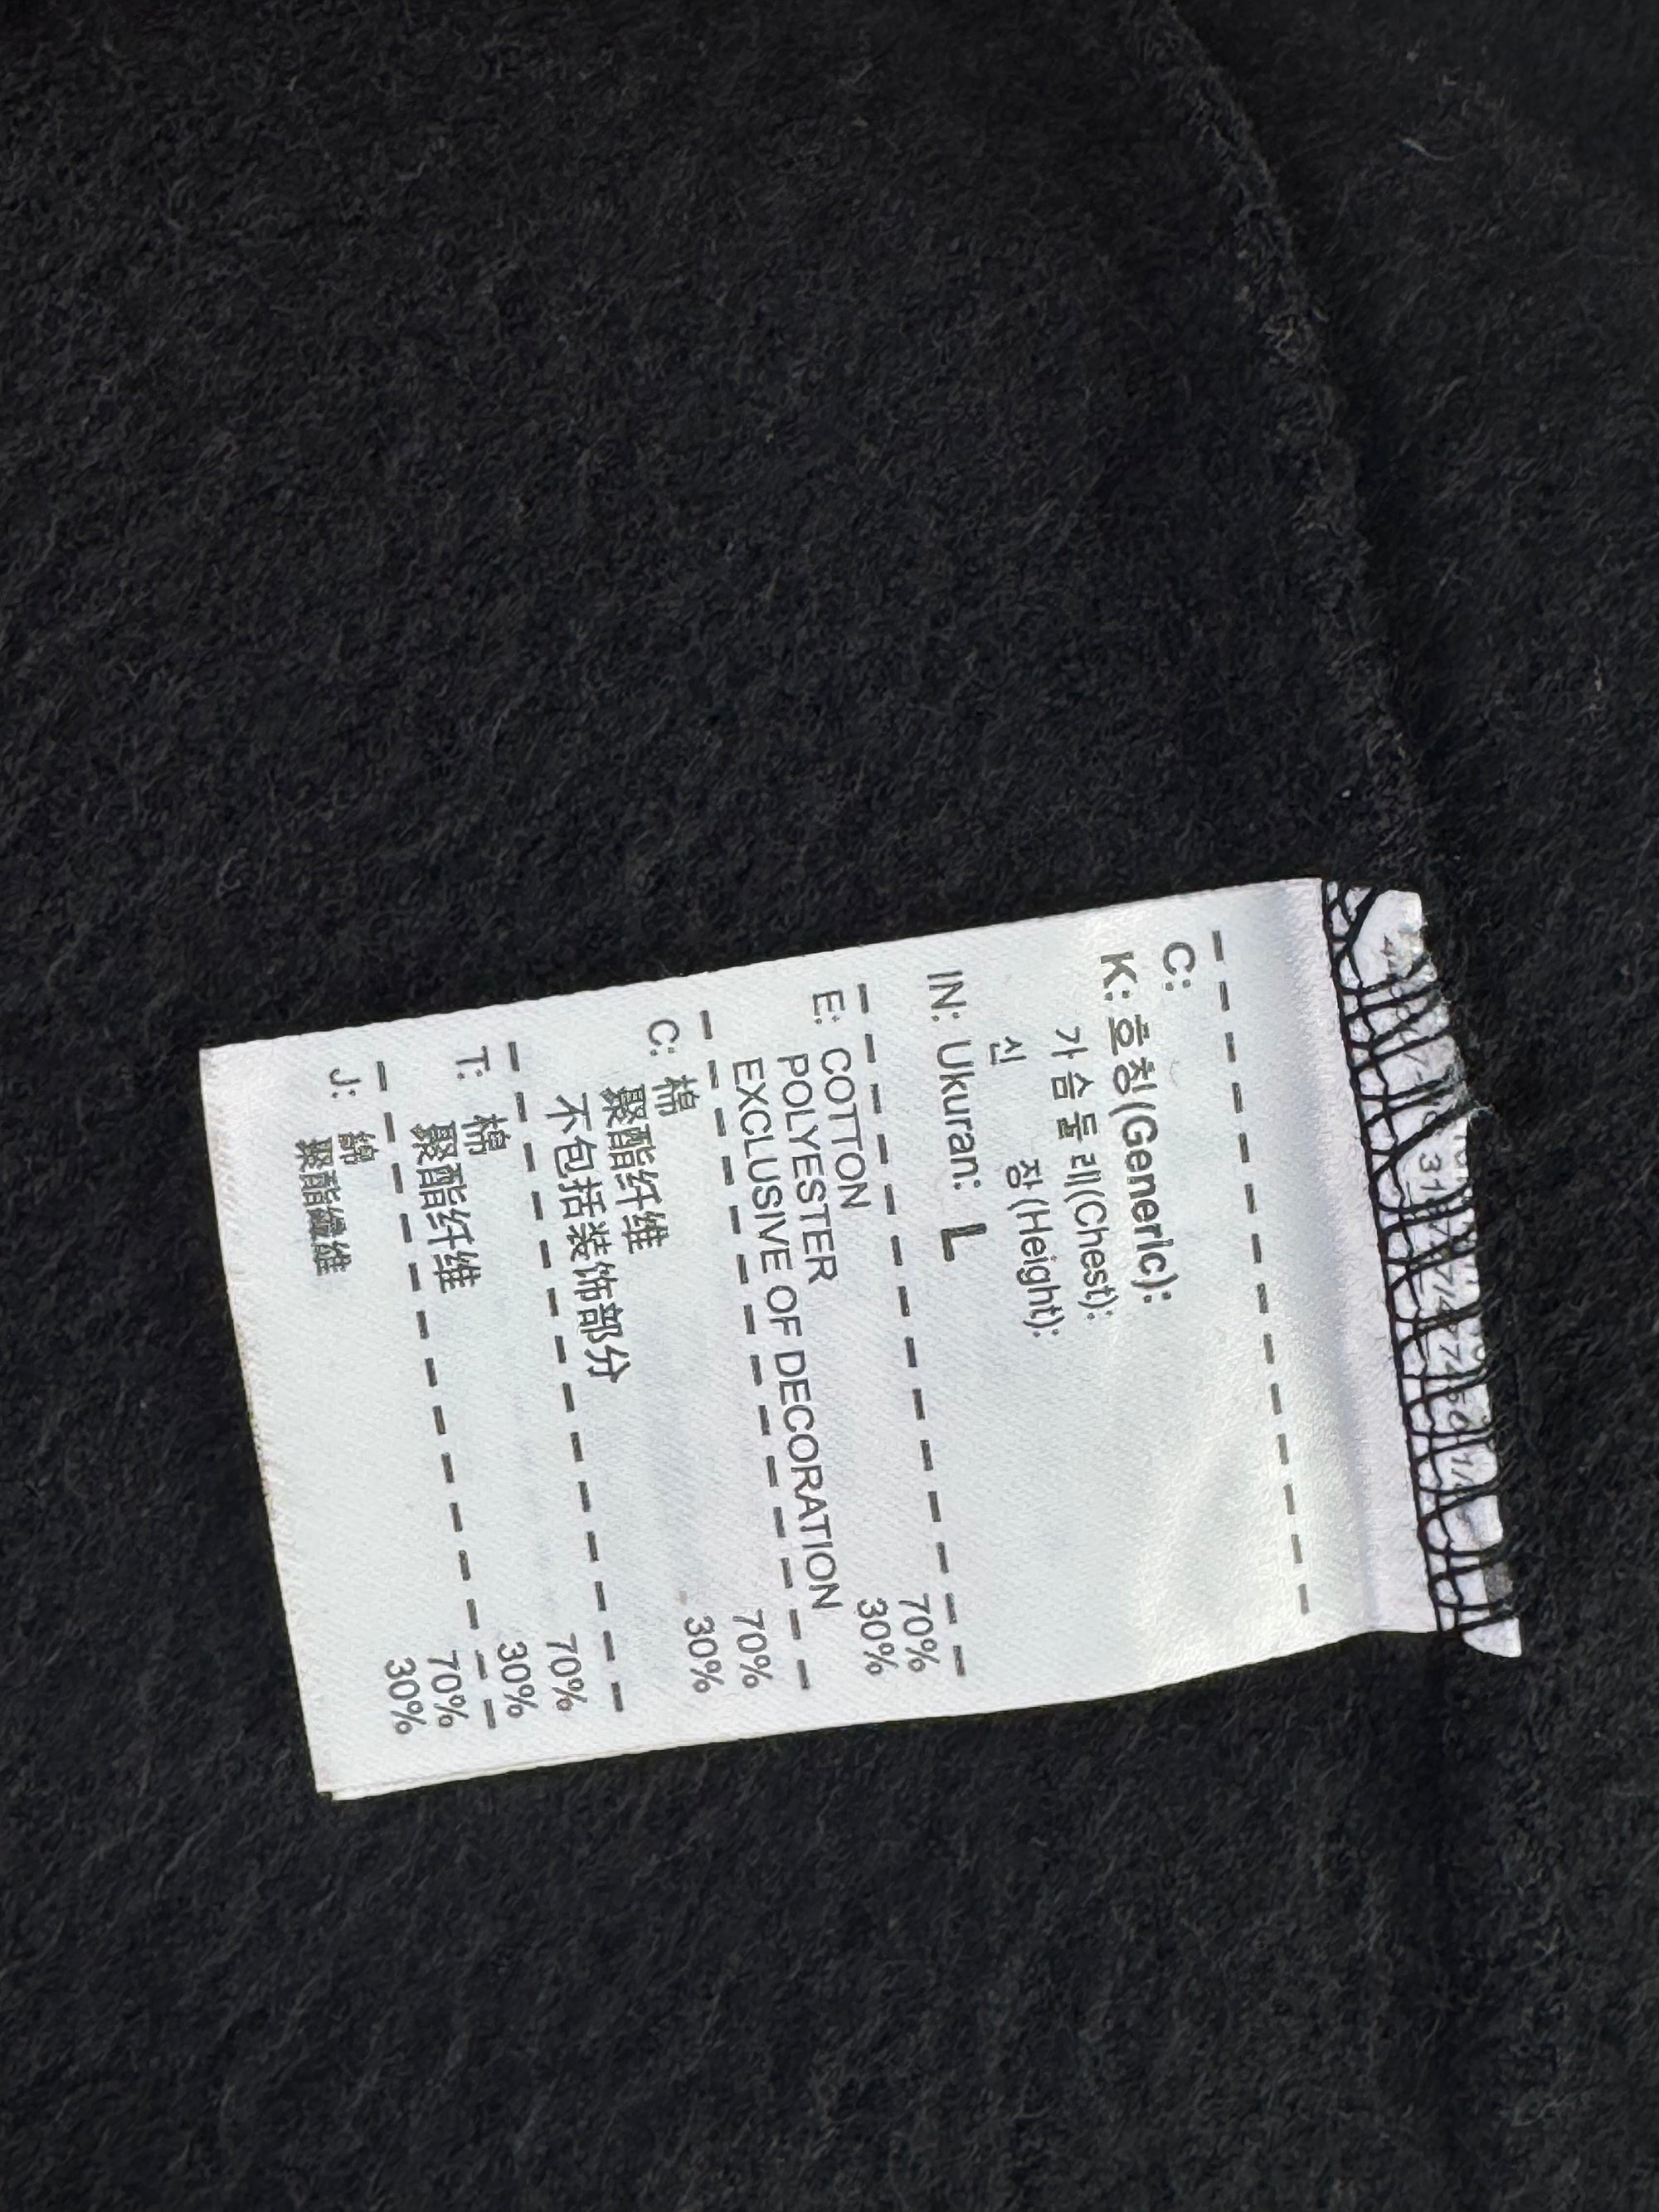 C:
K: 호칭(Generic):
가슴둘레(Chest):
신 장(Height):
IN: Ukuran: L
E: COTTON 70%
POLYESTER 30%
EXCLUSIVE OF DECORATION
C: 棉 70%
聚酯纤维 30%
不包括装饰部分
T: 棉 70%
聚酯纤维 30%
J: 綿 70%
聚酯纖維 30%